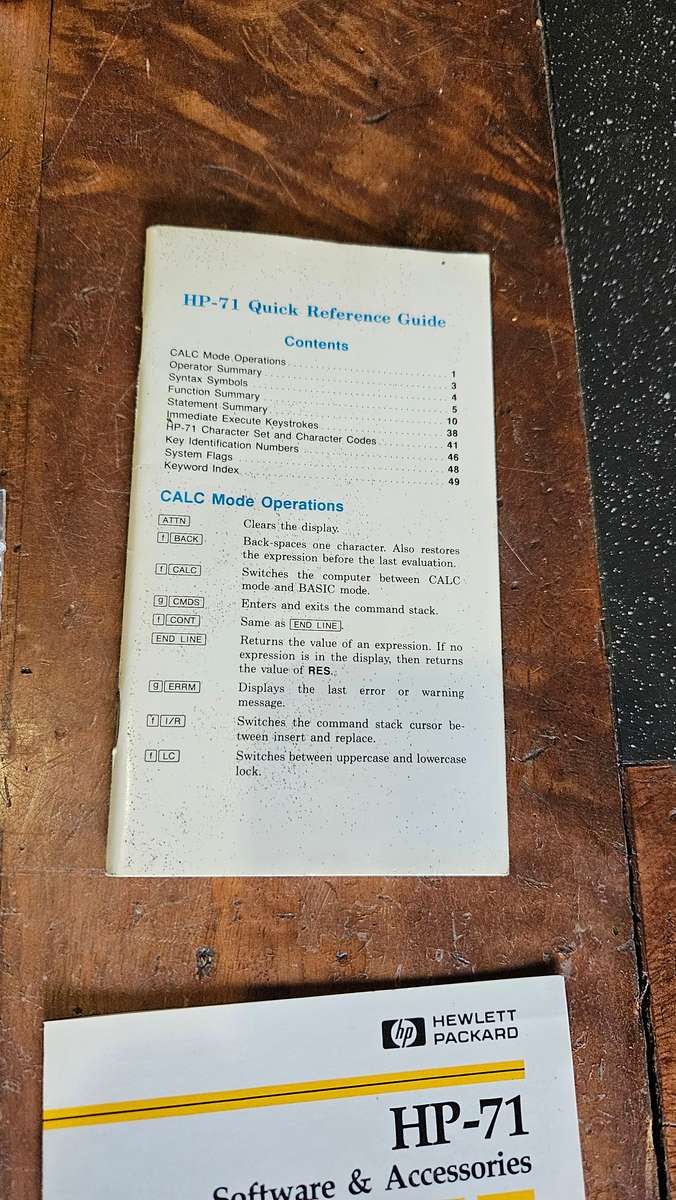 HP-71 Quick Reference Guide
Contents
CALC Mode Operations . . . . . . . . . . 1
Operator Summary . . . . . . . . . . 3
Syntax Symbols . . . . . . . . . . 4
Function Summary . . . . . . . . . . 5
Statement Summary . . . . . . . . . . 10
Immediate Execute Keystrokes . . . . . . . . . . 38
HP-71 Character Set and Character Codes . . . . . . . . . . 41
Key Identification Numbers . . . . . . . . . . 46
System Flags . . . . . . . . . . 48
Keyword Index . . . . . . . . . . 49
CALC Mode Operations
ATTN Clears the display.
f BACK Back-spaces one character. Also restores
the expression before the last evaluation.
f CALC Switches the computer between CALC
mode and BASIC mode.
g CMDS Enters and exits the command stack.
f CONT Same as END LINE.
END LINE Returns the value of an expression. If no
expression is in the display, then returns
the value of RES.
g ERRM Displays the last error or warning
message.
f I/R Switches the command stack cursor be-
tween insert and replace.
f LC Switches between uppercase and lowercase
lock.
hp HEWLETT
PACKARD
HP-71
Software & Accessories